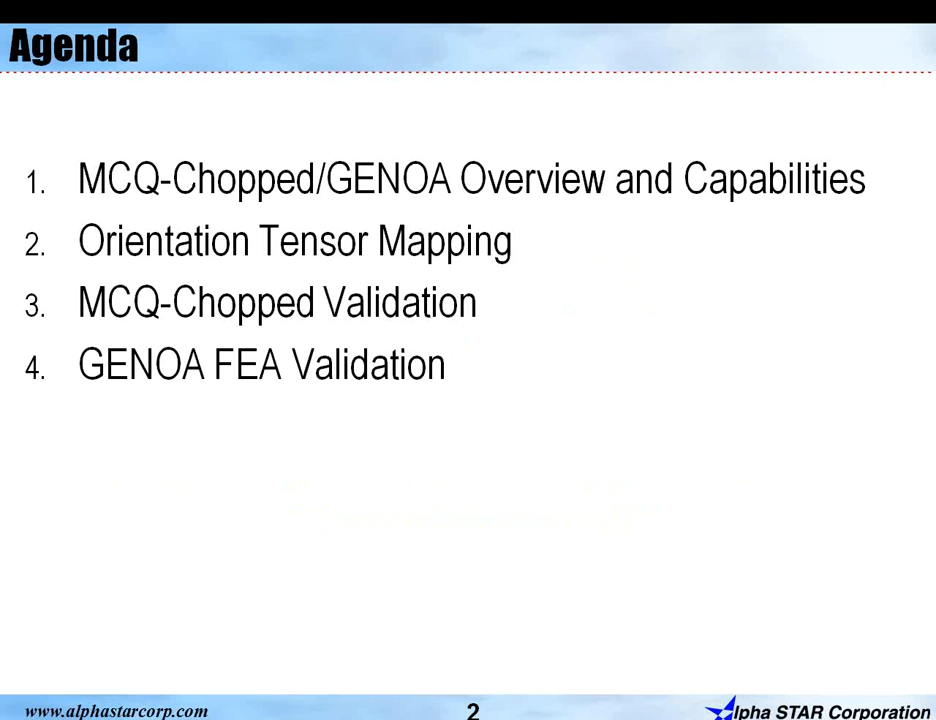 Agenda
1. MCQ-Chopped/GENOA Overview and Capabilities
2. Orientation Tensor Mapping
3. MCQ-Chopped Validation
4. GENOA FEA Validation
www.alphastarcorp.com
2
Alpha STAR Corporation